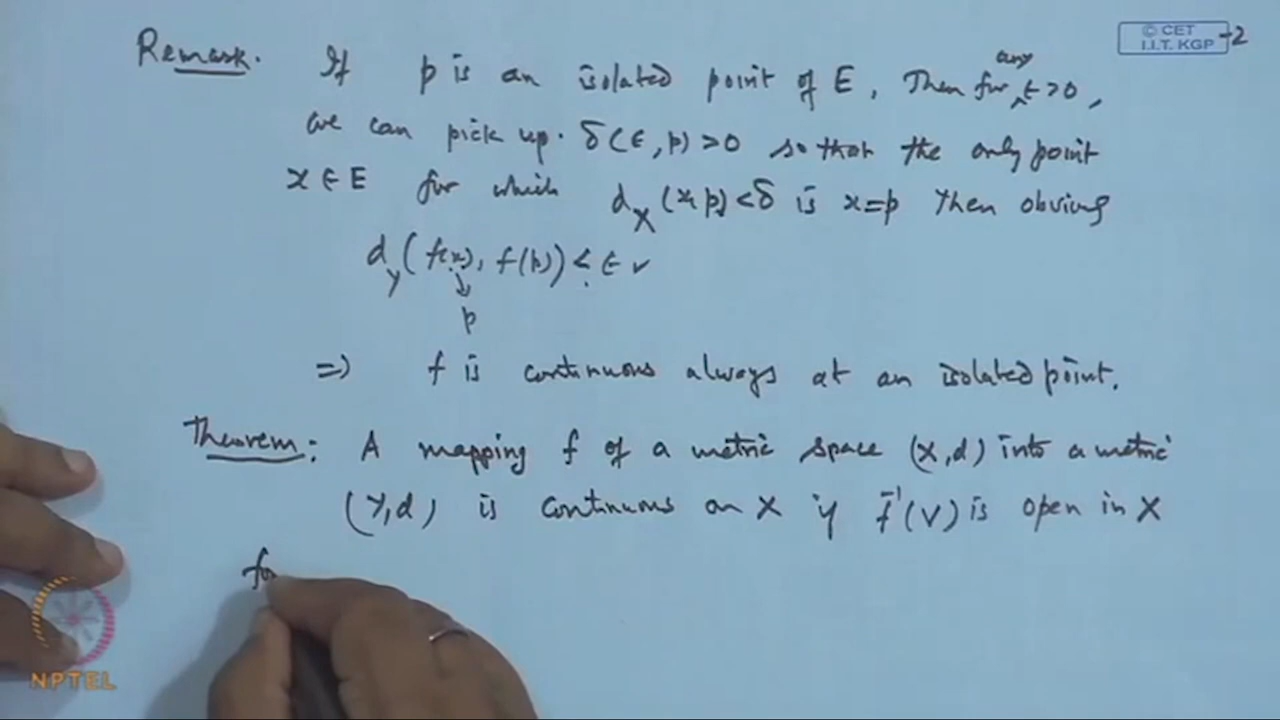 © CET
I.I.T. KGP
-2
Remark. If p is an isolated point of E, Then for any ε>0,
we can pick up. δ(ε,p)>0 so that the only point
x ∈ E for which d_X(x,p)<δ is x=p then obviously
d_Y(f(x), f(p)) < ε ✓
↓
p
=> f is continuous always at an isolated point.
Theorem: A mapping f of a metric space (X,d) into a metric
(Y,d) is continuous on X if f⁻¹(V) is open in X
fo
NPTEL